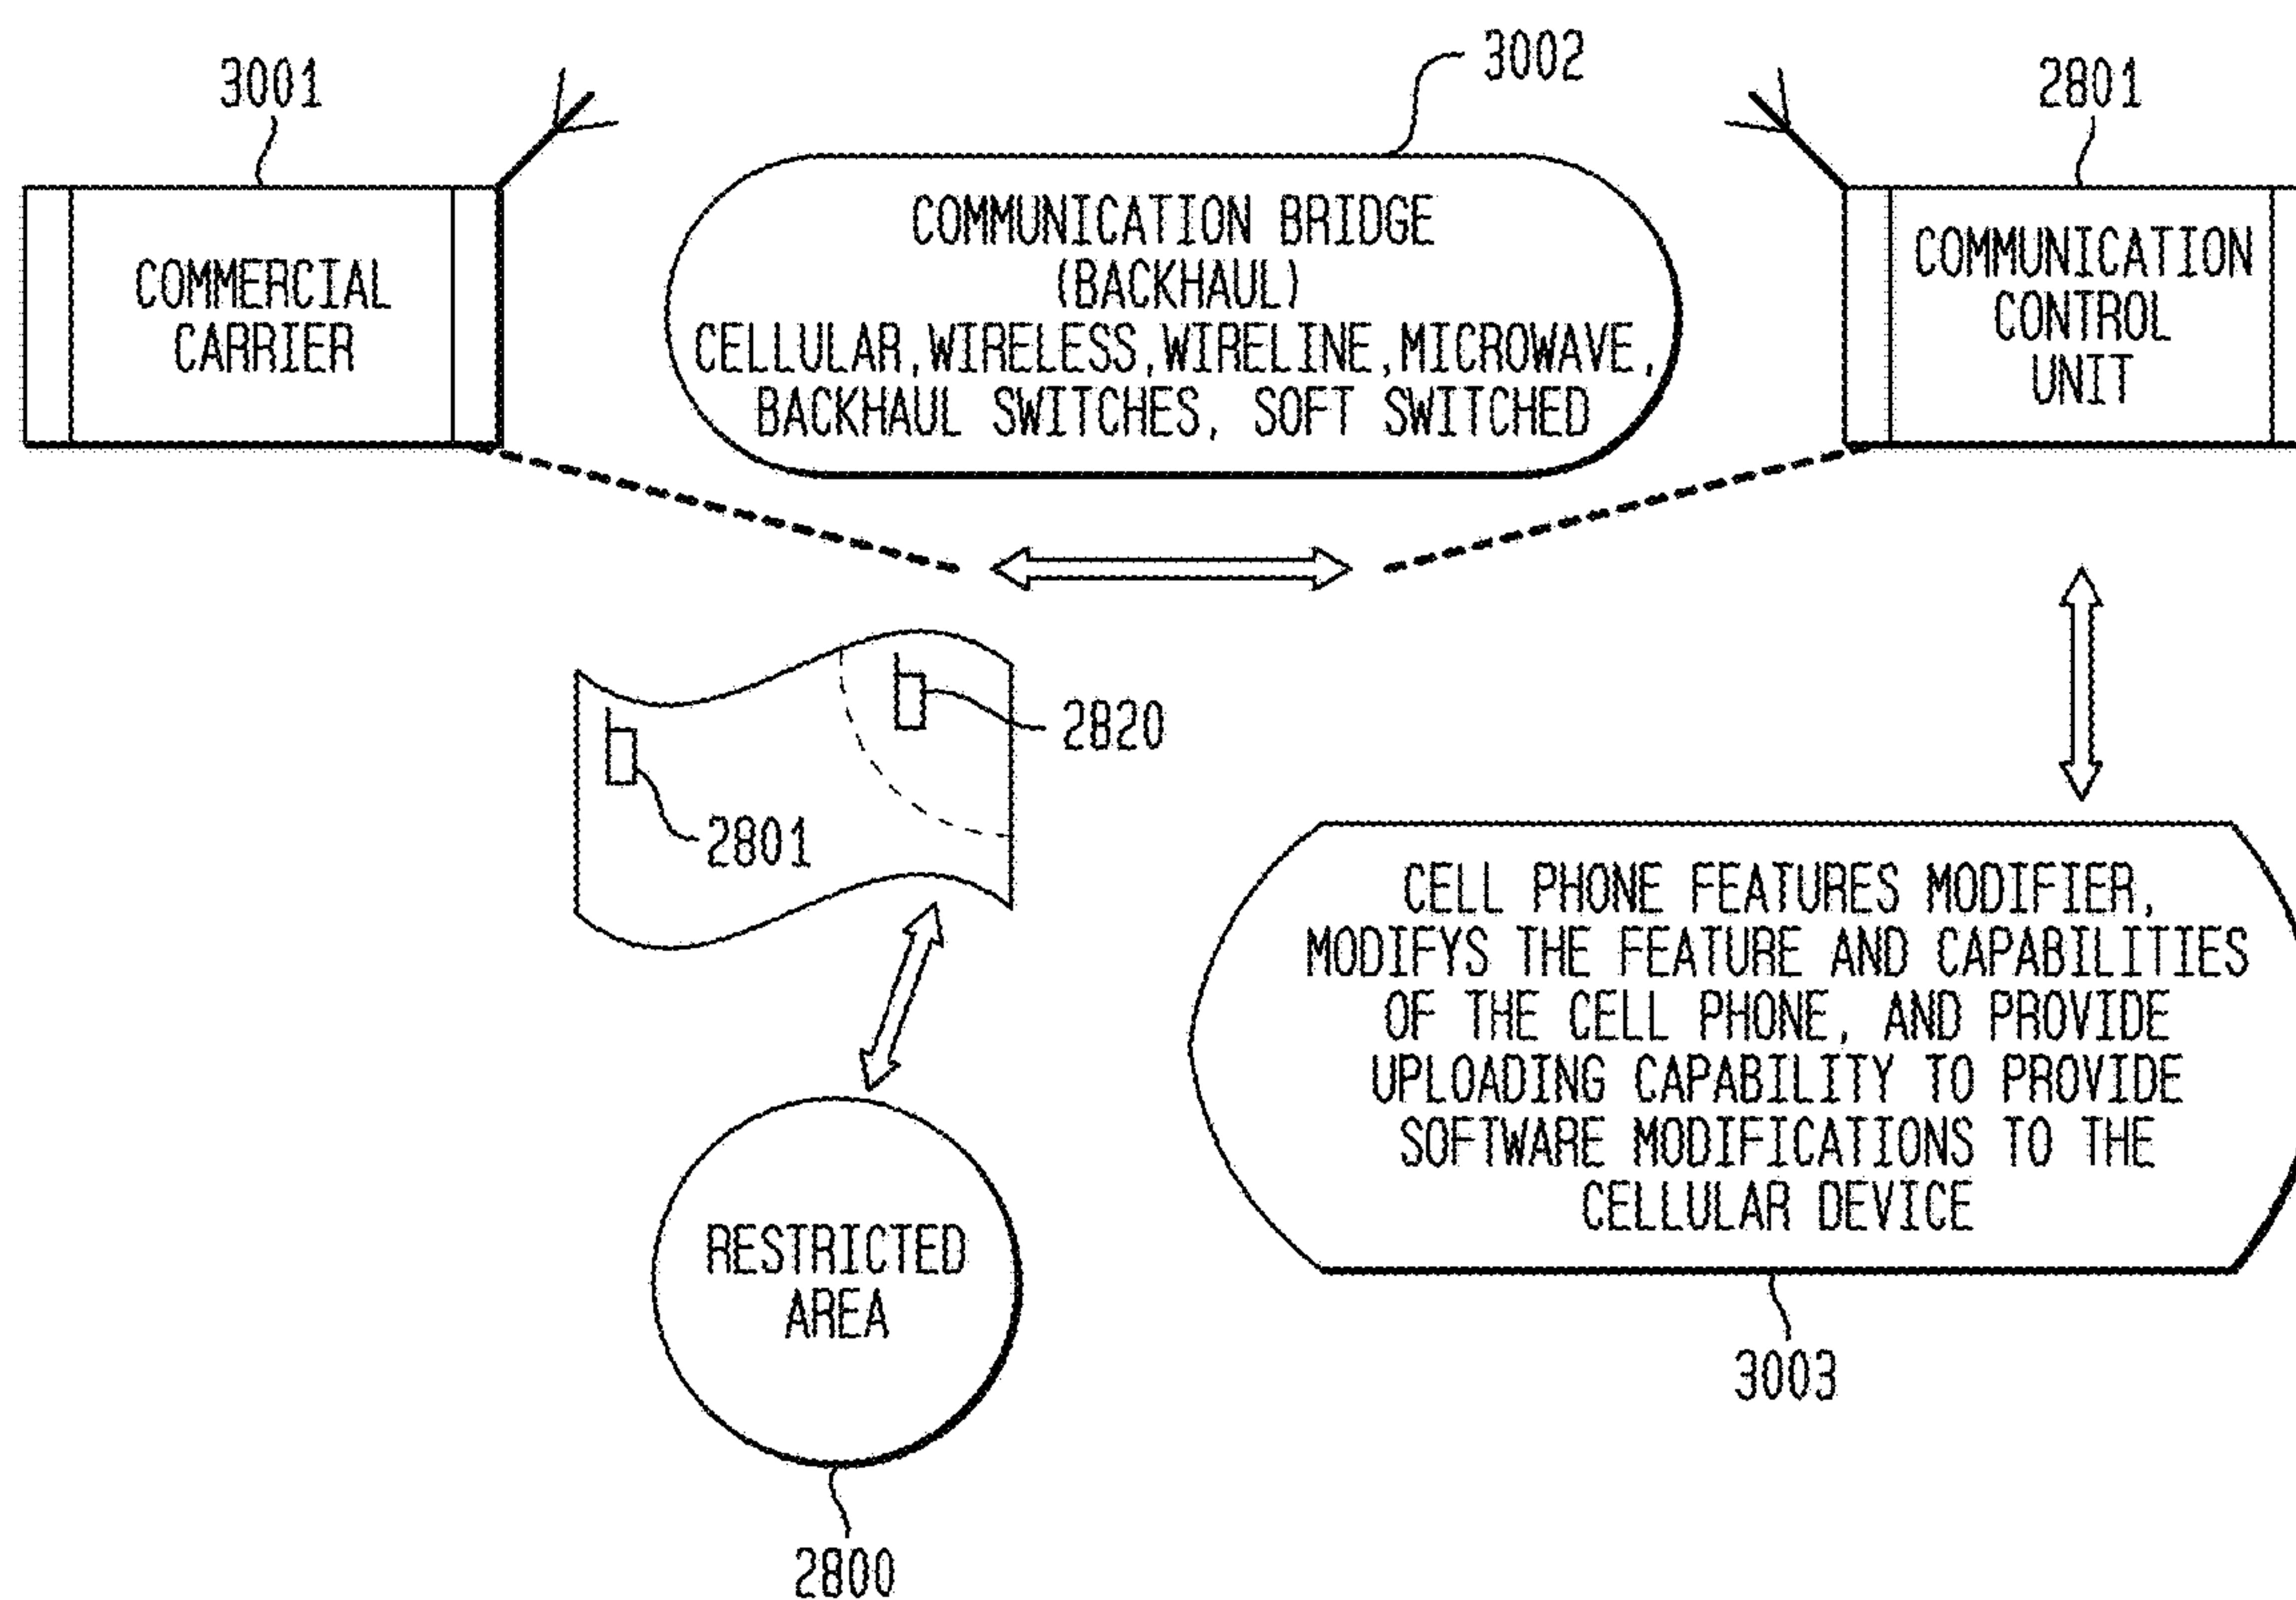 3001
3002
2801
COMMERCIAL
CARRIER
COMMUNICATION BRIDGE
(BACKHAUL)
CELLULAR,WIRELESS,WIRELINE,MICROWAVE,
BACKHAUL SWITCHES, SOFT SWITCHED
COMMUNICATION
CONTROL
UNIT
2820
2801
CELL PHONE FEATURES MODIFIER,
MODIFYS THE FEATURE AND CAPABILITIES
OF THE CELL PHONE, AND PROVIDE
UPLOADING CAPABILITY TO PROVIDE
SOFTWARE MODIFICATIONS TO THE
CELLULAR DEVICE
3003
RESTRICTED
AREA
2800